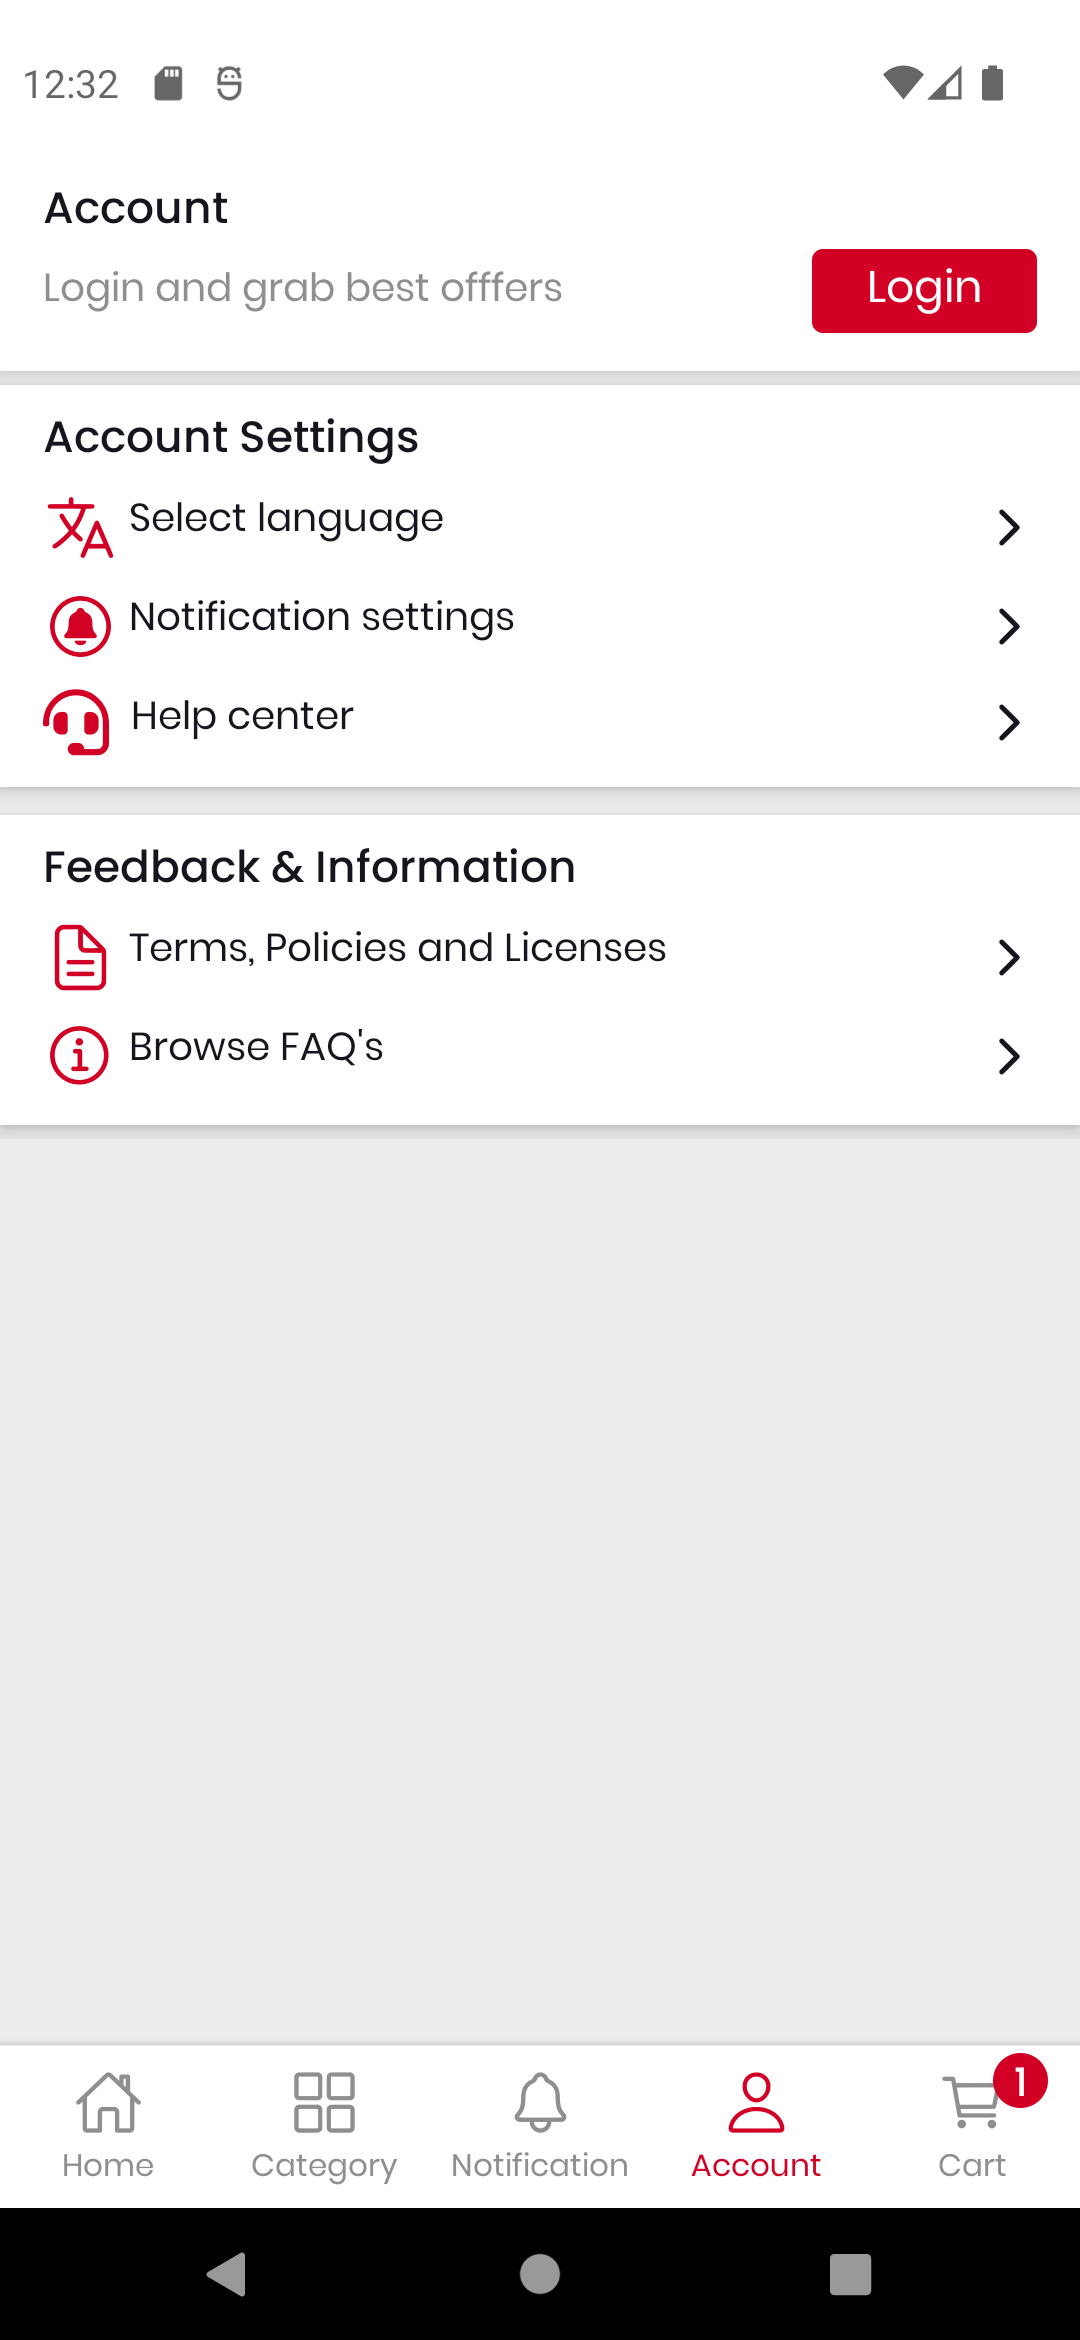 12:32
Account
Login and grab best offfers
Login
Account Settings
Select language
Notification settings
Help center
Feedback & Information
Terms, Policies and Licenses
Browse FAQ's
1
Home
Category
Notification
Account
Cart